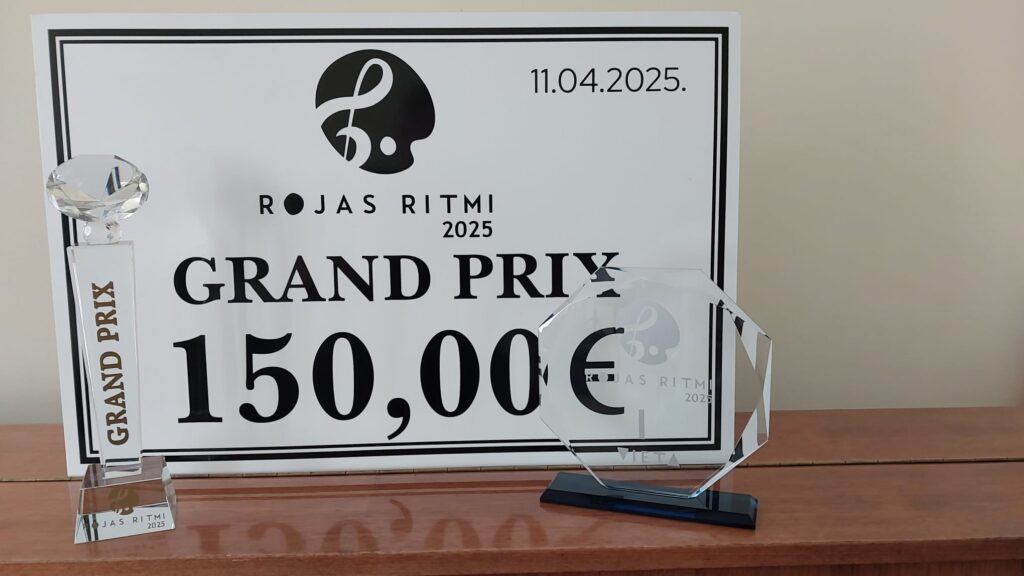 11.04.2025.
ROJAS RITMI
2025
GRAND PRIX
150,00€
GRAND PRIX
ROJAS RITMI
2025
ROJAS RITMI
2025
I
VIETA